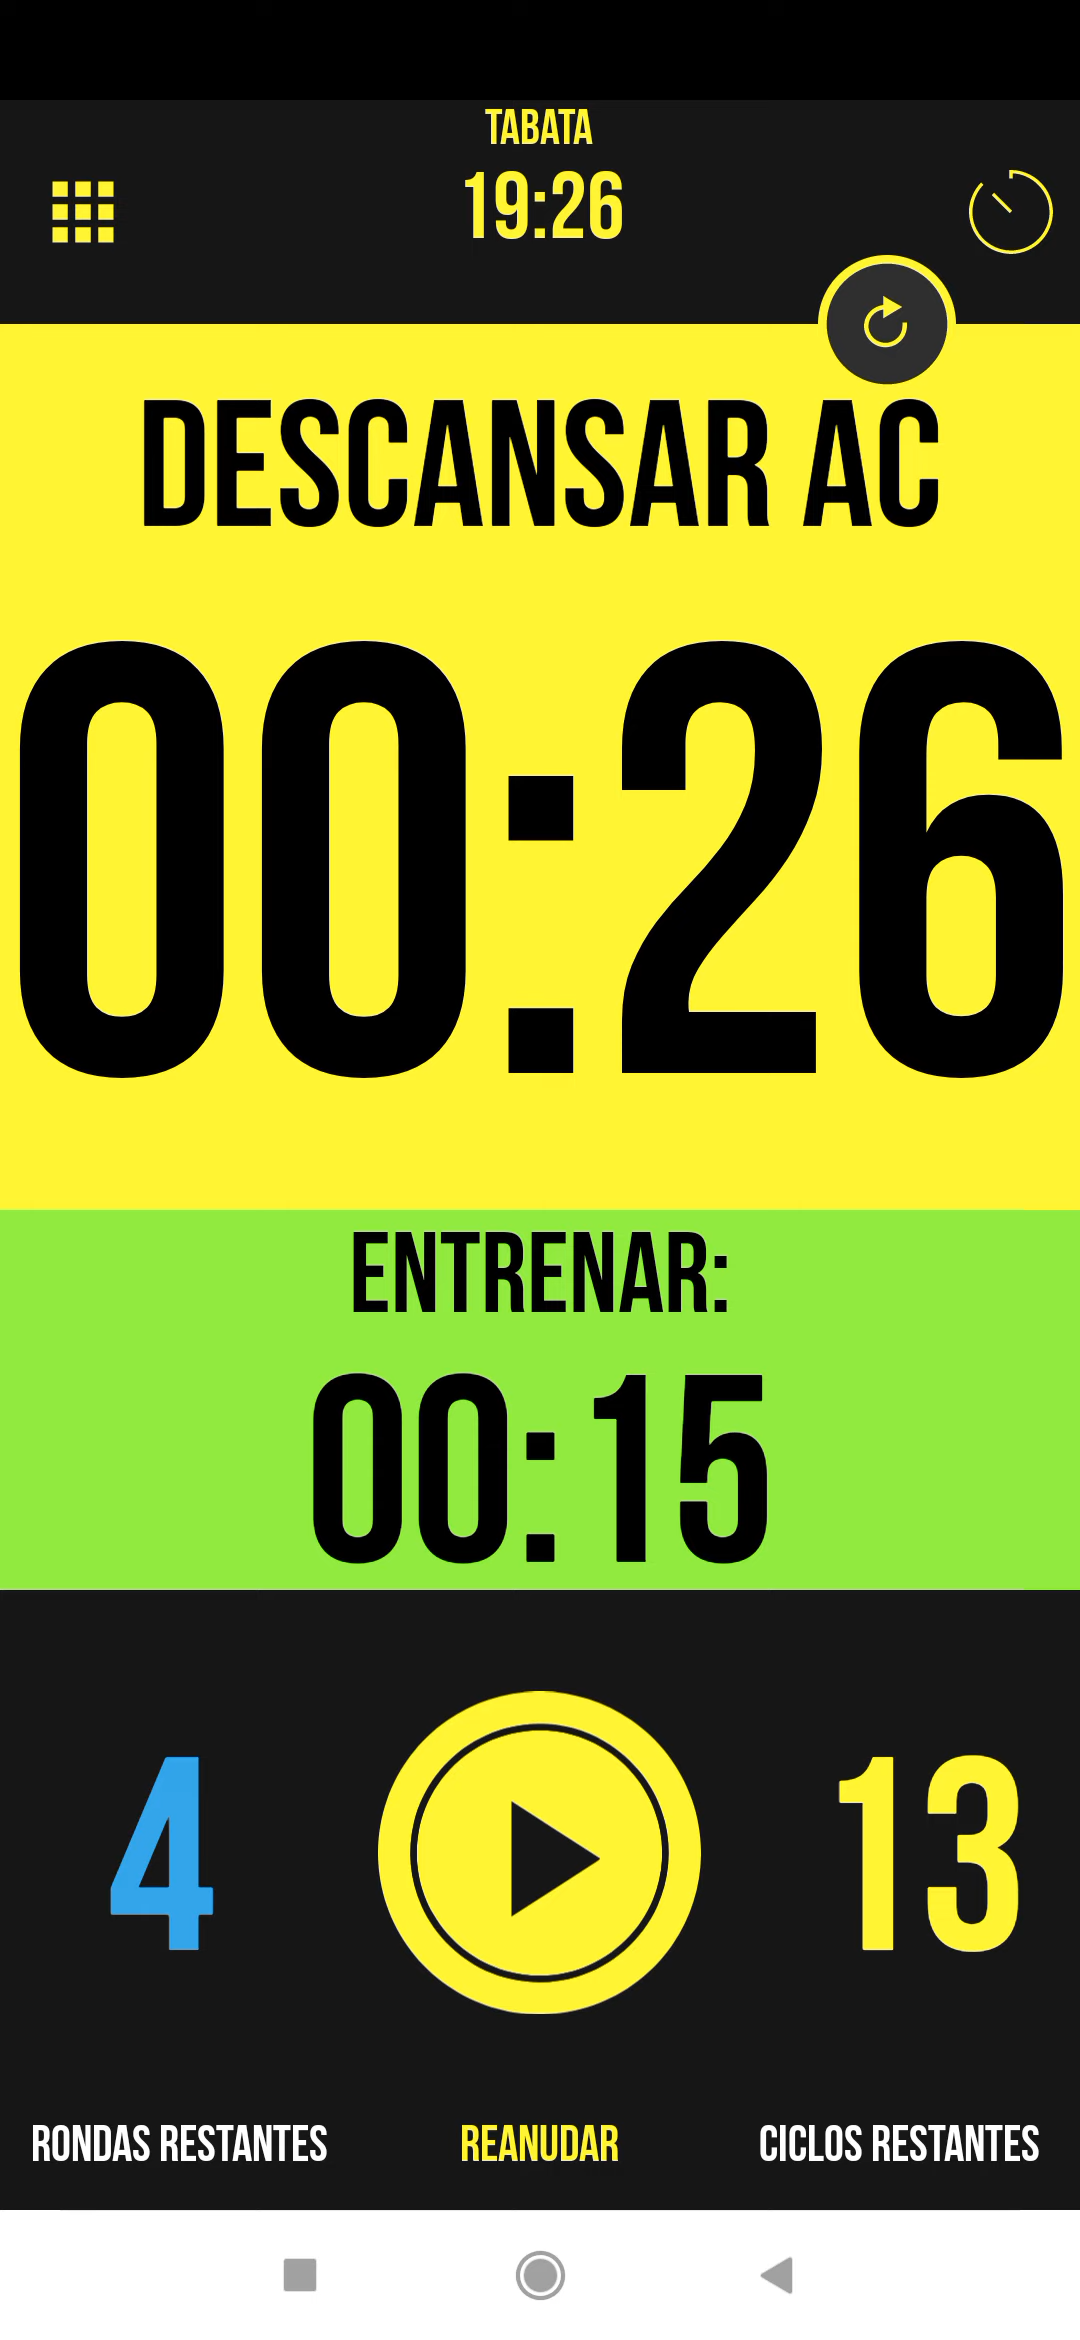 TABATA
19:26
DESCANSAR AC
00:26
ENTRENAR:
00:15
4
13
RONDAS RESTANTES
REANUDAR
CICLOS RESTANTES